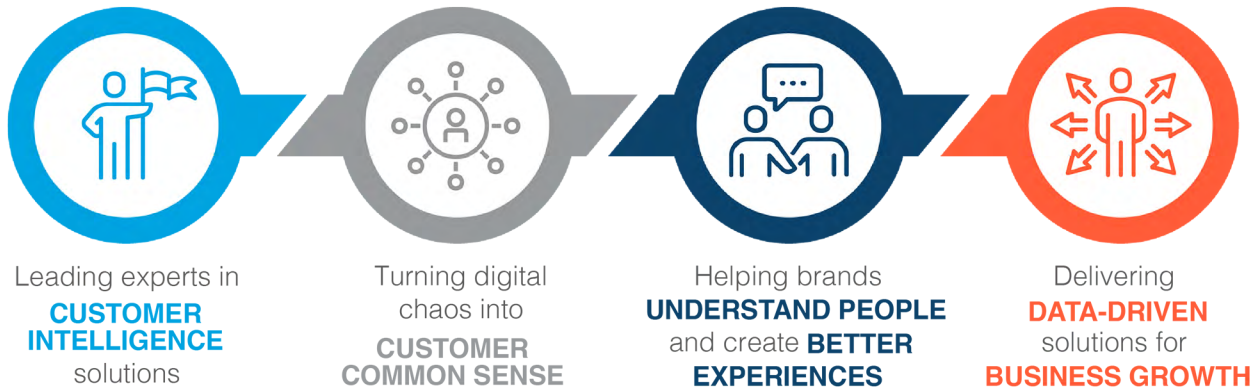 Leading experts in
CUSTOMER
INTELLIGENCE
solutions
Turning digital
chaos into
CUSTOMER
COMMON SENSE
Helping brands
UNDERSTAND PEOPLE
and create BETTER
EXPERIENCES
Delivering
DATA-DRIVEN
solutions for
BUSINESS GROWTH